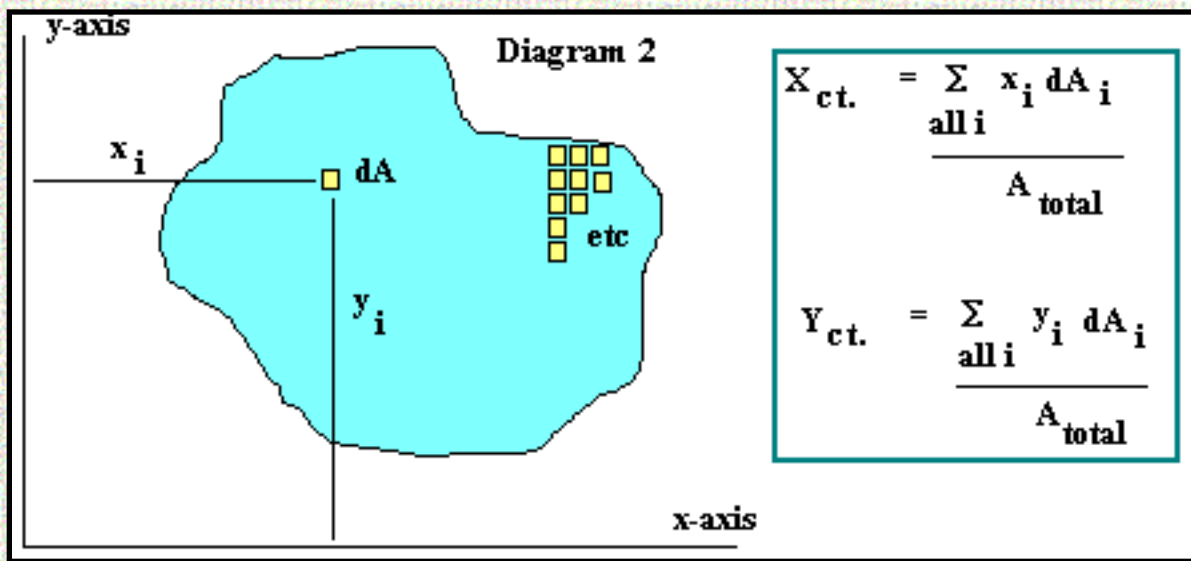 y-axis
Diagram 2
x i
dA
etc
y i
x-axis
X ct. = Σ x i dA i
all i
A total
Y ct. = Σ y i dA i
all i
A total